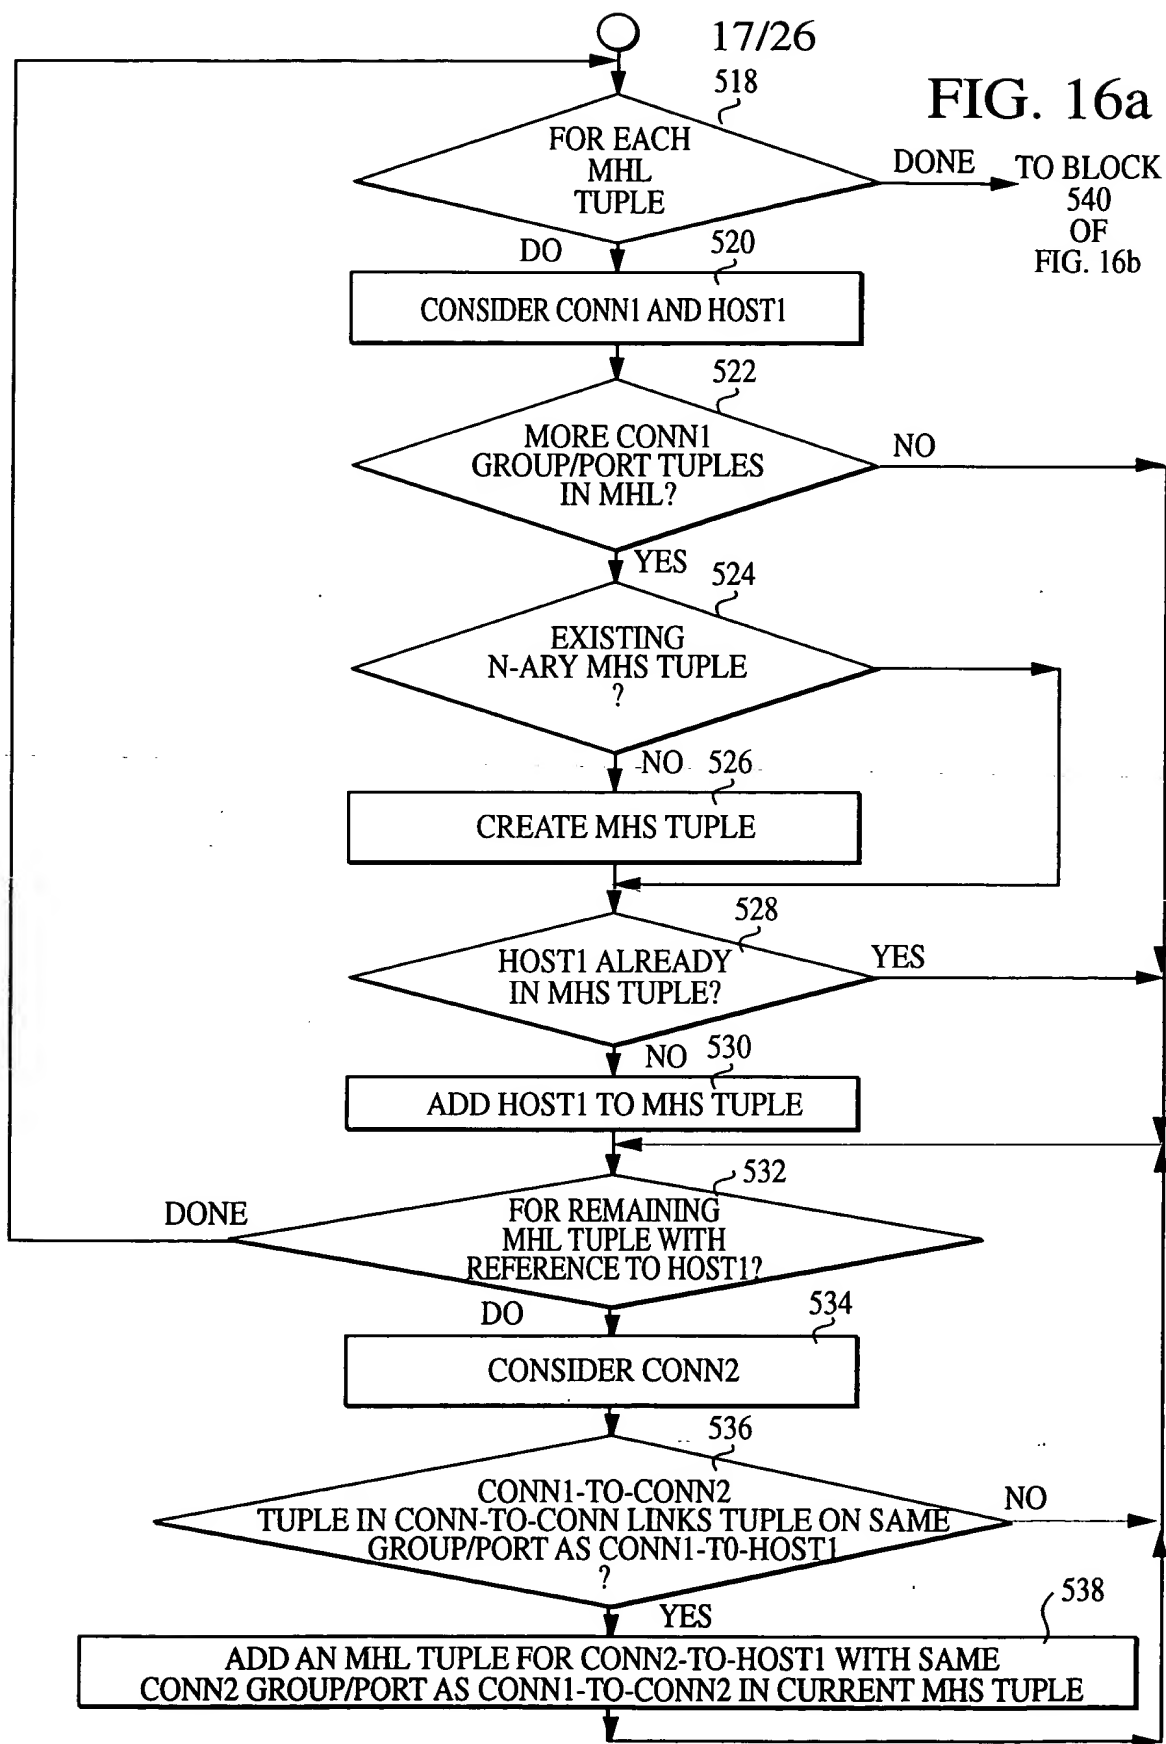 17/26
FIG. 16a
518
FOR EACH
MHL
TUPLE
DONE
TO BLOCK
540
OF
FIG. 16b
DO
520
CONSIDER CONN1 AND HOST1
522
MORE CONN1
GROUP/PORT TUPLES
IN MHL?
NO
YES
524
EXISTING
N-ARY MHS TUPLE
?
NO
526
CREATE MHS TUPLE
528
HOST1 ALREADY
IN MHS TUPLE?
YES
NO
530
ADD HOST1 TO MHS TUPLE
532
DONE
FOR REMAINING
MHL TUPLE WITH
REFERENCE TO HOST1?
DO
534
CONSIDER CONN2
536
CONN1-TO-CONN2
TUPLE IN CONN-TO-CONN LINKS TUPLE ON SAME
GROUP/PORT AS CONN1-T0-HOST1
?
NO
YES
538
ADD AN MHL TUPLE FOR CONN2-TO-HOST1 WITH SAME
CONN2 GROUP/PORT AS CONN1-TO-CONN2 IN CURRENT MHS TUPLE